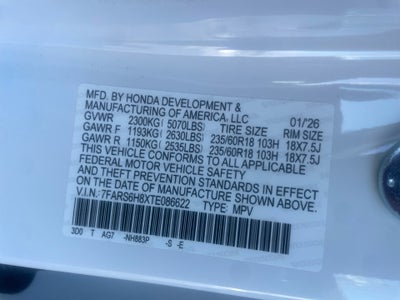 MFD. BY HONDA DEVELOPMENT &
MANUFACTURING OF AMERICA, LLC 01/'26
GVWR 2300KG (5070LBS) TIRE SIZE RIM SIZE
GAWR F 1193KG (2630LBS) 235/60R18 103H 18X7.5J
GAWR R 1150KG (2535LBS) 235/60R18 103H 18X7.5J
THIS VEHICLE CONFORMS TO ALL APPLICABLE
FEDERAL MOTOR VEHICLE SAFETY
AND THEFT PREVENTION STANDARDS IN EFFECT ON
THE DATE OF MANUFACTURE SHOWN ABOVE.
V.I.N.: 7FARS6H8XTE086622 TYPE: MPV
3D0 T AG7 -NH883P -S -E